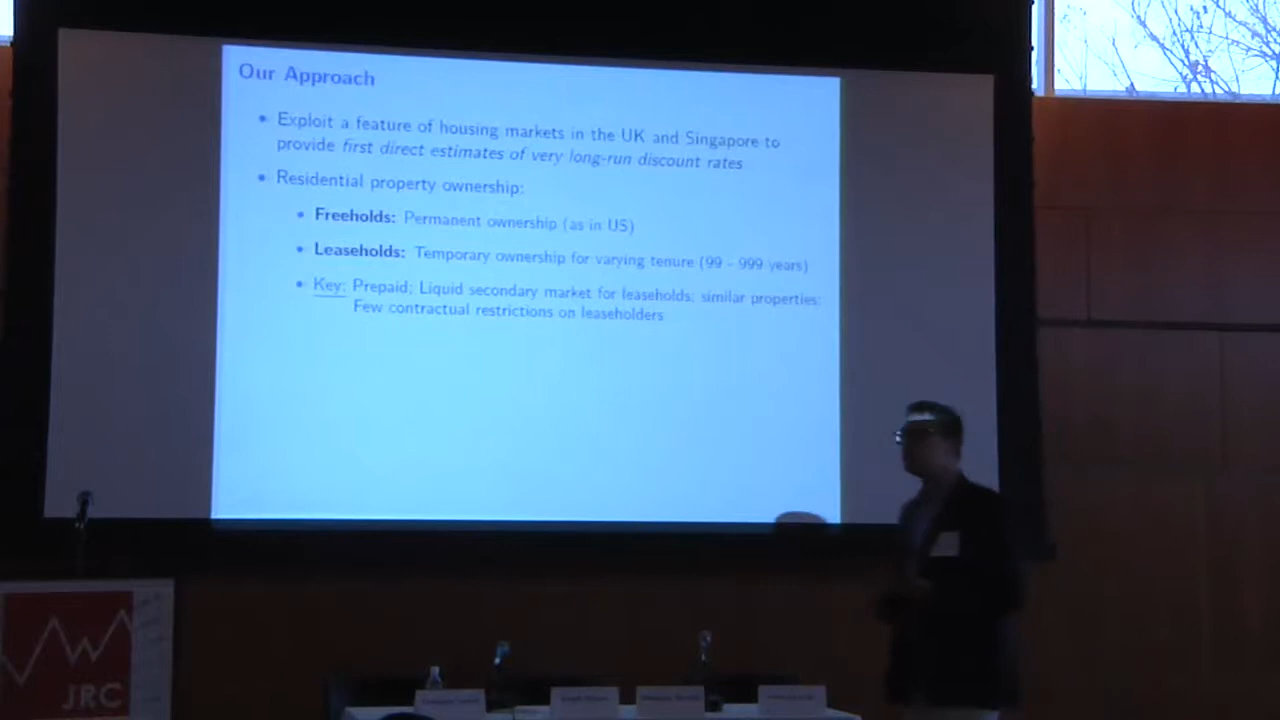 Our Approach
• Exploit a feature of housing markets in the UK and Singapore to
provide first direct estimates of very long-run discount rates
• Residential property ownership:
• Freeholds: Permanent ownership (as in US)
• Leaseholds: Temporary ownership for varying tenure (99 - 999 years)
• Key: Prepaid; Liquid secondary market for leaseholds; similar properties;
Few contractual restrictions on leaseholders
JRC